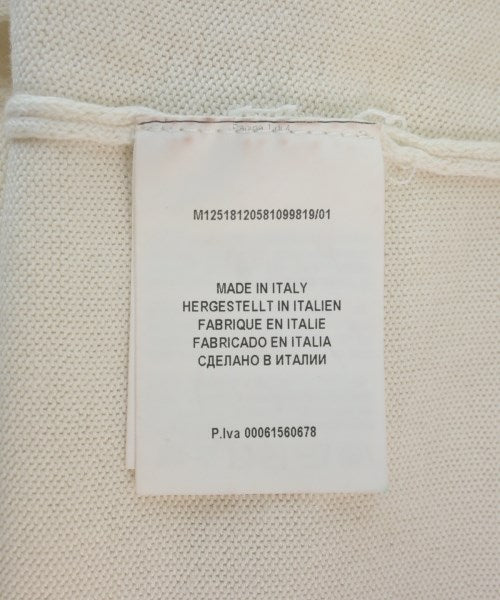 M12518120581099819/01
MADE IN ITALY
HERGESTELLT IN ITALIEN
FABRIQUE EN ITALIE
FABRICADO EN ITALIA
СДЕЛАНО В ИТАЛИИ
P.Iva 00061560678